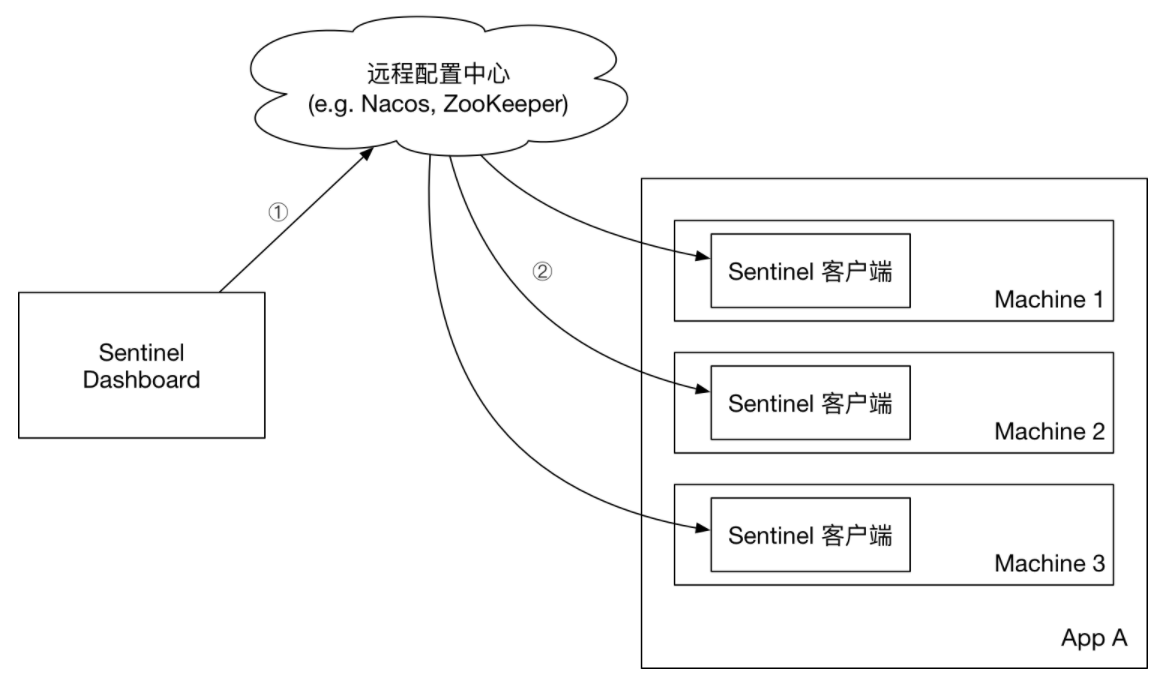 远程配置中心
(e.g. Nacos, ZooKeeper)
①
②
Sentinel
Dashboard
Sentinel 客户端
Machine 1
Sentinel 客户端
Machine 2
Sentinel 客户端
Machine 3
App A